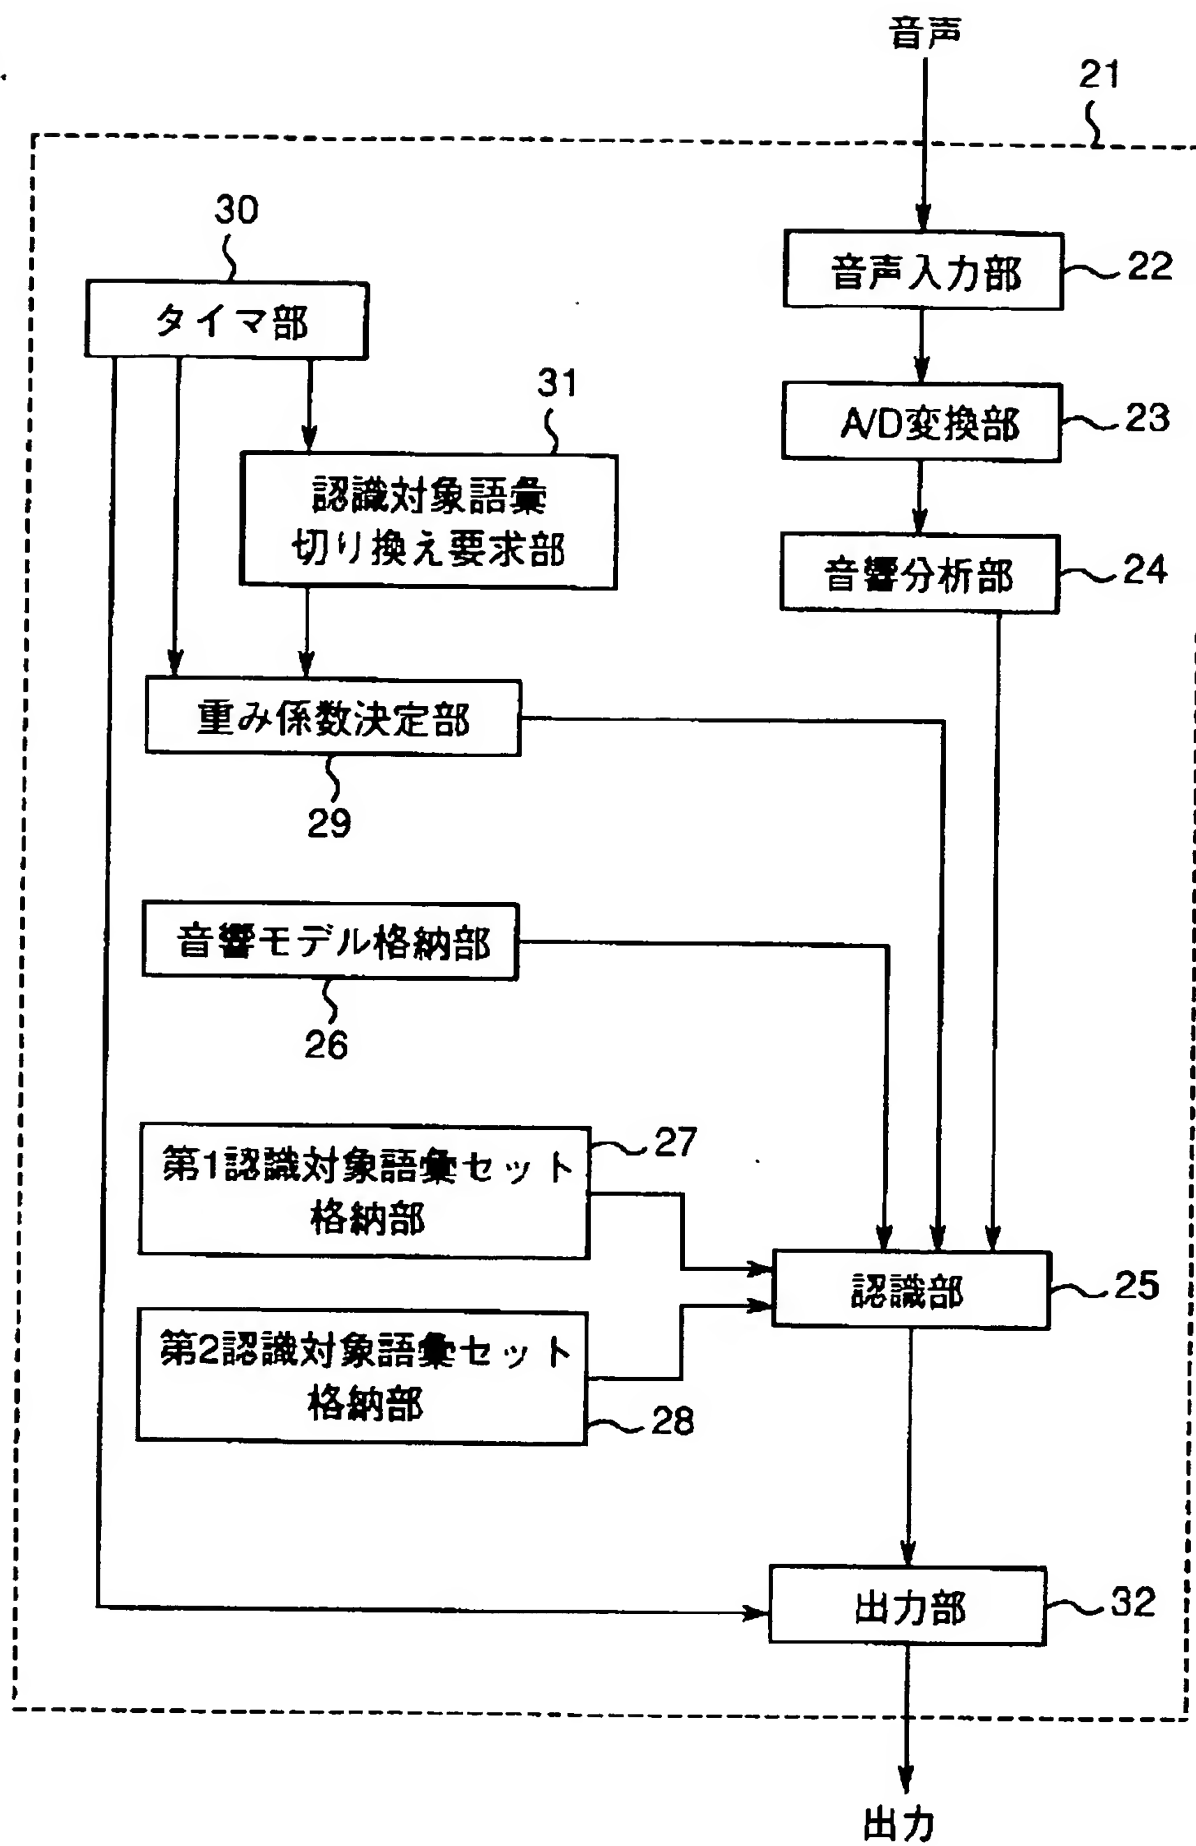 音声
21
30
タイマ部
音声入力部
22
31
A/D変換部
23
認識対象語彙
切り換え要求部
音響分析部
24
重み係数決定部
29
音響モデル格納部
26
第1認識対象語彙セット
格納部
27
認識部
25
第2認識対象語彙セット
格納部
28
出力部
32
出力